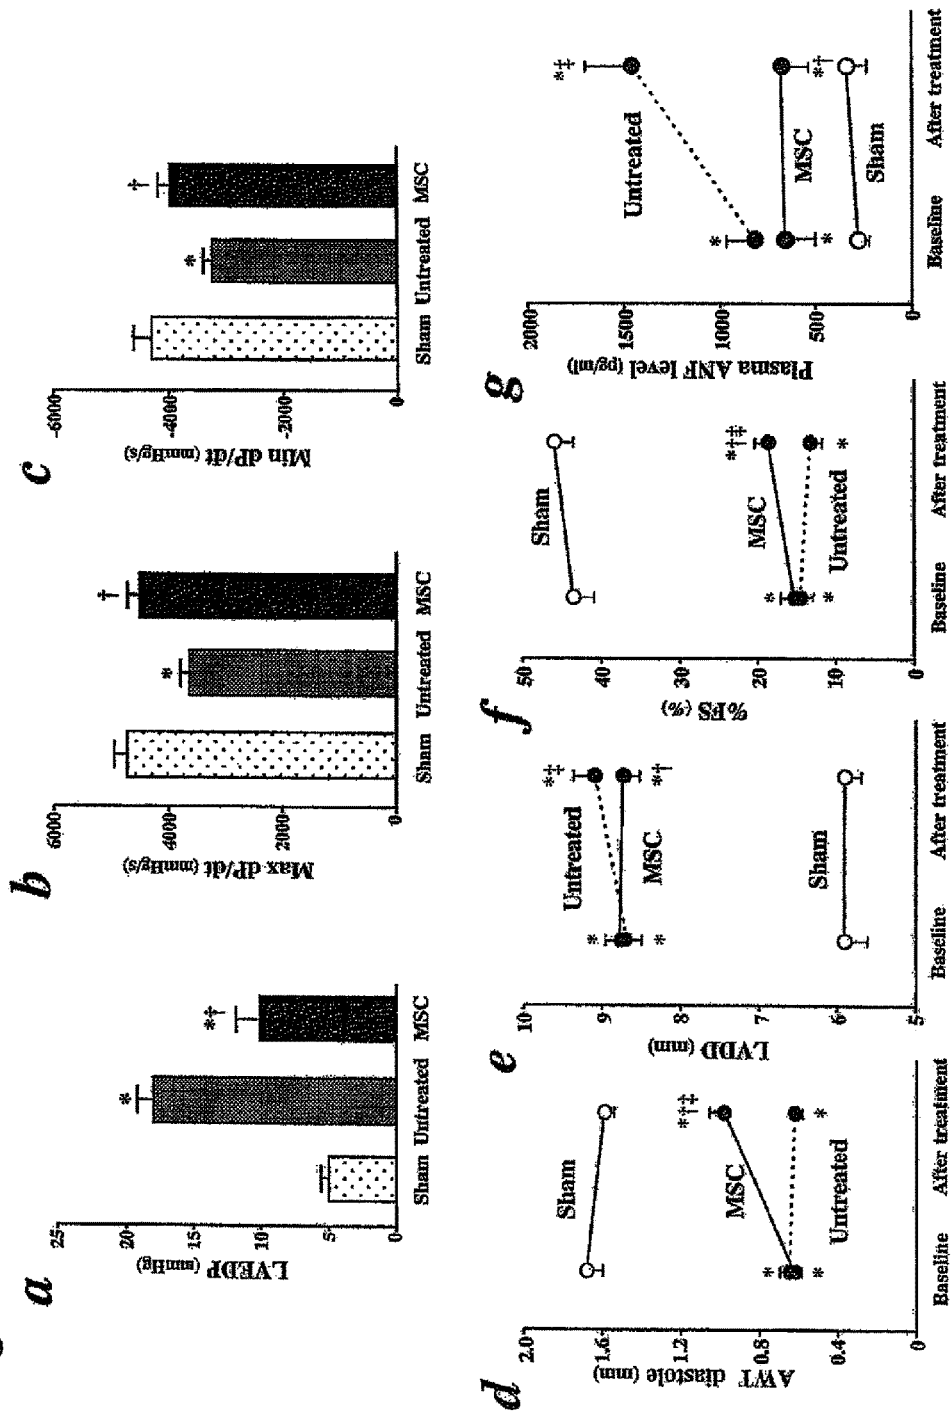 a
LVEDP (mmHg)
25
20
15
10
5
0
*
*†
Sham Untreated MSC
b
Max dP/dt (mmHg/s)
6000
4000
2000
0
*
†
Sham Untreated MSC
c
Min dP/dt (mmHg/s)
-6000
-4000
-2000
0
*
†
Sham Untreated MSC
d
AWT diastole (mm)
2.0
1.6
1.2
0.8
0
Sham
*†‡
MSC
*
*
*
Untreated
Baseline After treatment
e
LVDD (mm)
10
9
8
7
6
5
*‡
Untreated
*
*
*†
MSC
Sham
Baseline After treatment
f
%FS (%)
50
40
30
20
10
0
Sham
*†‡
MSC
*
*
*
Untreated
Baseline After treatment
g
Plasma ANF level (pg/ml)
2000
1500
1000
500
0
*‡
Untreated
*
*
MSC
*†
Sham
Baseline After treatment